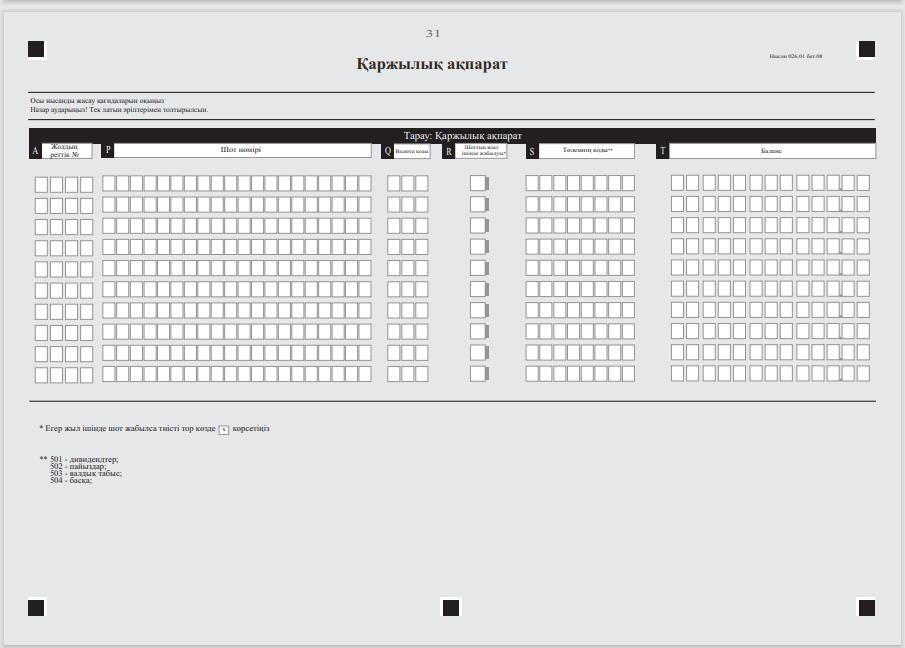 31
Қаржылық ақпарат
Нысан 026.01 бет.08
Осы нысанды жасау қағидаларын оқыңыз
Назар аударыңыз! Тек латын әріптерімен толтырылсын.
Тарау: Қаржылық ақпарат
A Жолдың реттік №
P Шот нөмірі
Q Валюта коды
R Шоттың жыл ішінде жабылуы*
S Төлемнің коды**
T Баланс
* Егер жыл ішінде шот жабылса тиісті тор көзде x көрсетіңіз
** 501 - дивидендтер;
502 - пайыздар;
503 - валдық табыс;
504 - басқа;